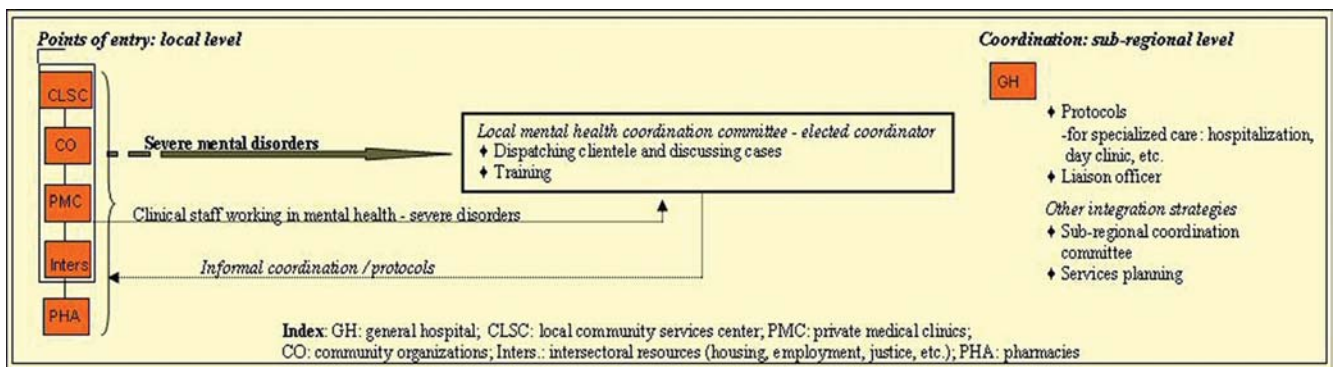 Points of entry: local level
CLSC
CO
PMC
Inters
PHA
Severe mental disorders
Clinical staff working in mental health - severe disorders
Informal coordination / protocols
Local mental health coordination committee - elected coordinator
♦ Dispatching clientele and discussing cases
♦ Training
Coordination: sub-regional level
GH
♦ Protocols
-for specialized care: hospitalization,
day clinic, etc.
♦ Liaison officer
Other integration strategies
♦ Sub-regional coordination
committee
♦ Services planning
Index: GH: general hospital; CLSC: local community services center; PMC: private medical clinics;
CO: community organizations; Inters.: intersectoral resources (housing, employment, justice, etc.); PHA: pharmacies